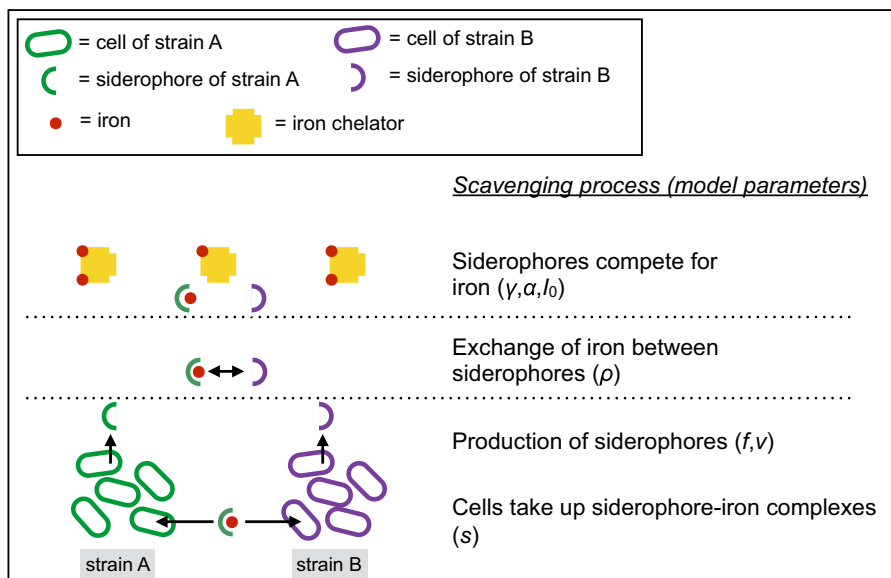 = cell of strain A
= cell of strain B
= siderophore of strain A
= siderophore of strain B
= iron
= iron chelator
Scavenging process (model parameters)
Siderophores compete for
iron (γ,α,I₀)
Exchange of iron between
siderophores (ρ)
Production of siderophores (f,v)
Cells take up siderophore-iron complexes
(s)
strain A
strain B